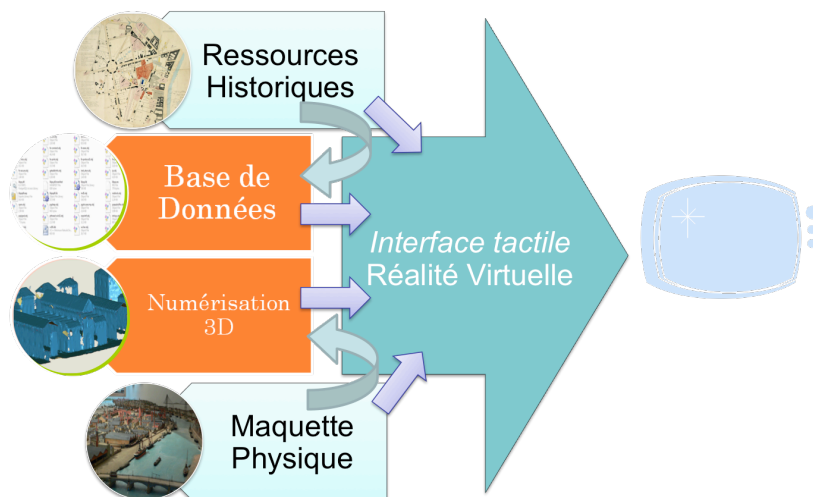 Ressources
Historiques
Base de
Données
Numérisation
3D
Maquette
Physique
Interface tactile
Réalité Virtuelle